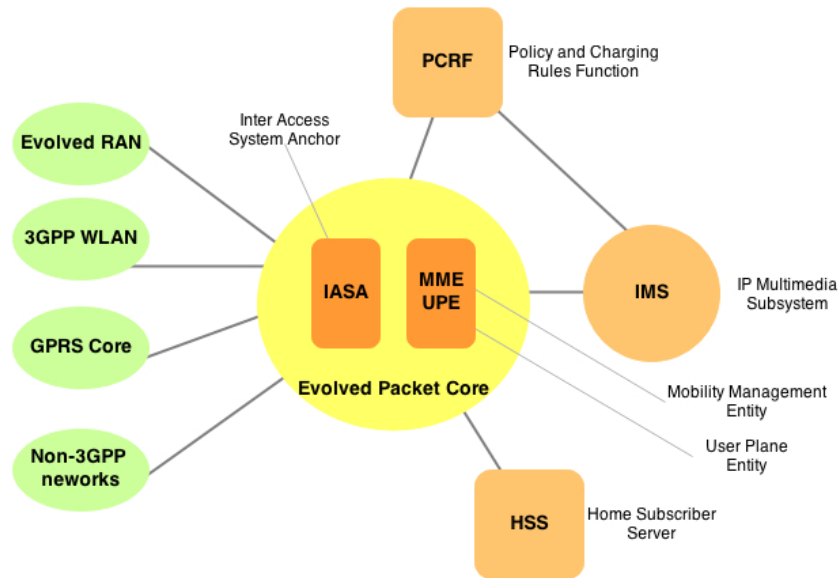 PCRF
Policy and Charging
Rules Function
Inter Access
System Anchor
Evolved RAN
3GPP WLAN
IASA
MME
UPE
IMS
IP Multimedia
Subsystem
GPRS Core
Evolved Packet Core
Mobility Management
Entity
User Plane
Entity
Non-3GPP
neworks
HSS
Home Subscriber
Server